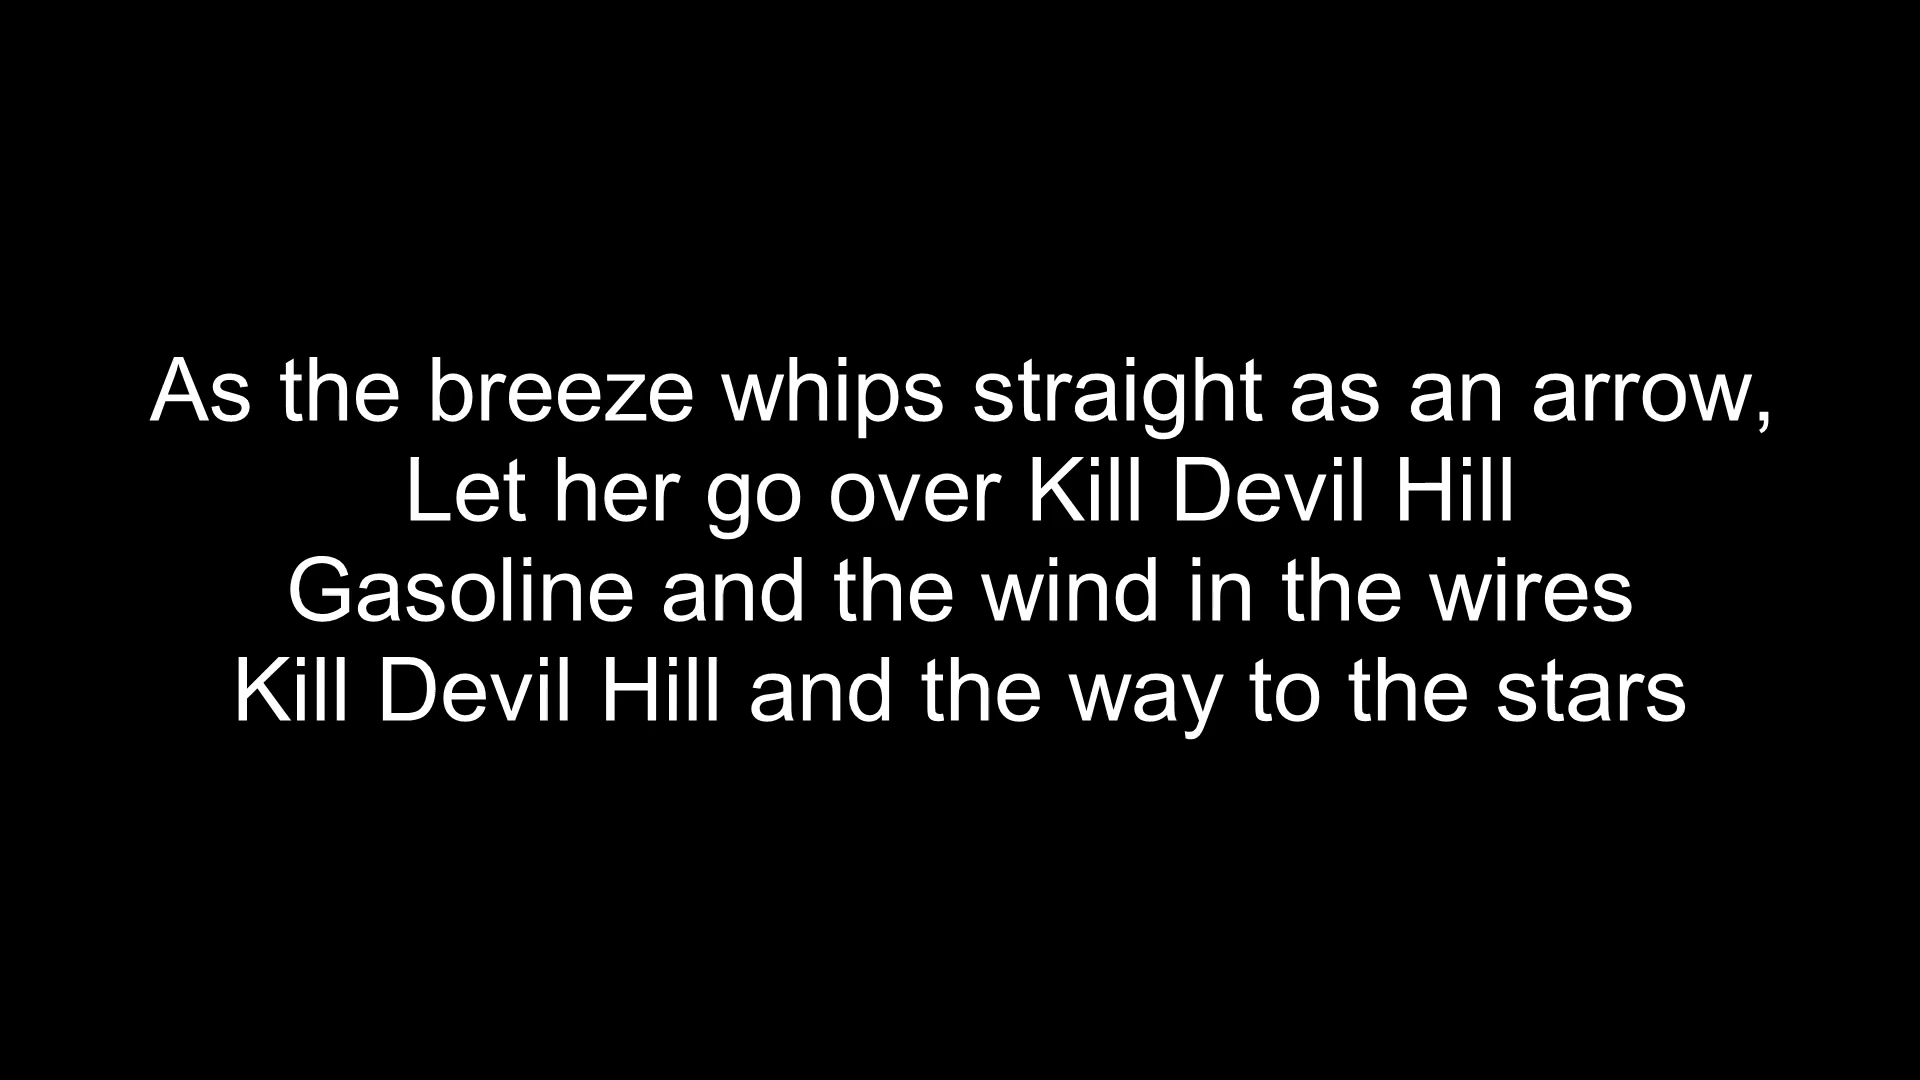 As the breeze whips straight as an arrow,
Let her go over Kill Devil Hill
Gasoline and the wind in the wires
Kill Devil Hill and the way to the stars